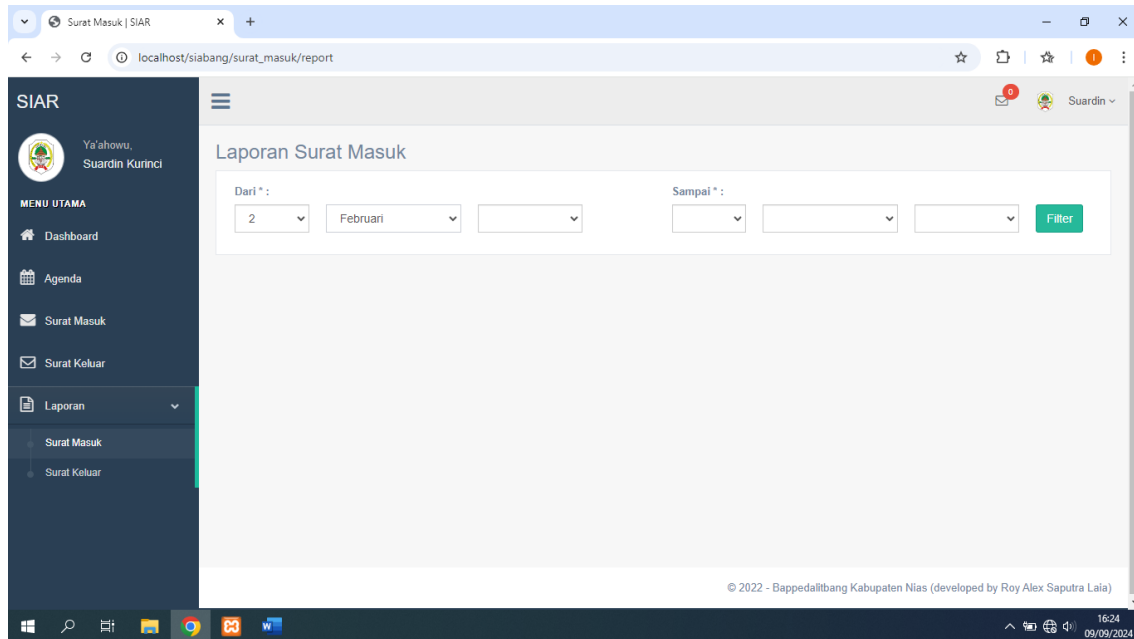 Surat Masuk | SIAR
localhost/siabang/surat_masuk/report
SIAR
0
Suardin
Ya'ahowu,
Suardin Kurinci
MENU UTAMA
Dashboard
Agenda
Surat Masuk
Surat Keluar
Laporan
Surat Masuk
Surat Keluar
Laporan Surat Masuk
Dari * :
Sampai * :
2
Februari
Filter
© 2022 - Bappedalitbang Kabupaten Nias (developed by Roy Alex Saputra Laia)
16:24
09/09/2024